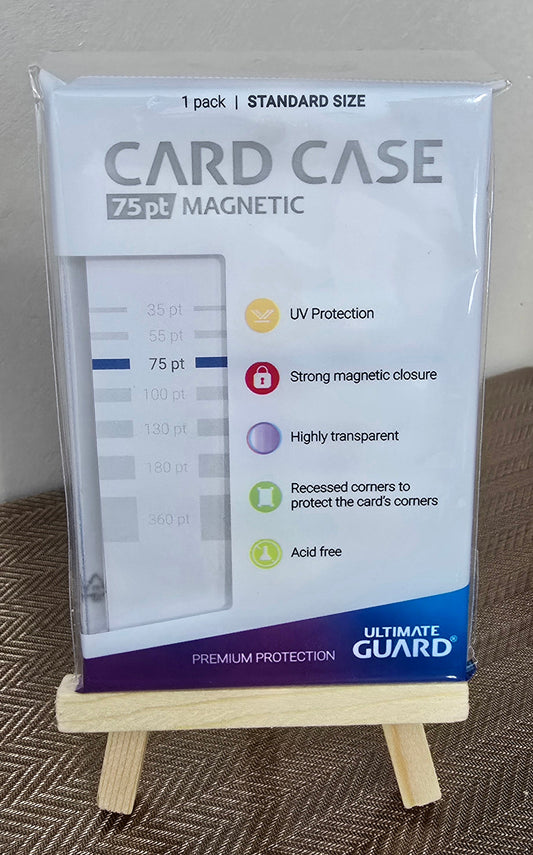 1 pack | STANDARD SIZE
CARD CASE
75pt MAGNETIC
35 pt
55 pt
75 pt
100 pt
130 pt
180 pt
360 pt
UV Protection
Strong magnetic closure
Highly transparent
Recessed corners to
protect the card's corners
Acid free
PREMIUM PROTECTION
ULTIMATE
GUARD®